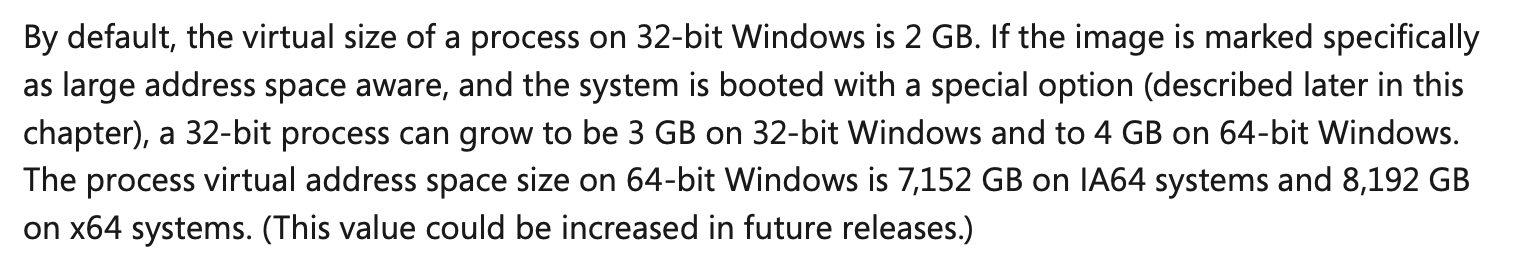 By default, the virtual size of a process on 32-bit Windows is 2 GB. If the image is marked specifically
as large address space aware, and the system is booted with a special option (described later in this
chapter), a 32-bit process can grow to be 3 GB on 32-bit Windows and to 4 GB on 64-bit Windows.
The process virtual address space size on 64-bit Windows is 7,152 GB on IA64 systems and 8,192 GB
on x64 systems. (This value could be increased in future releases.)